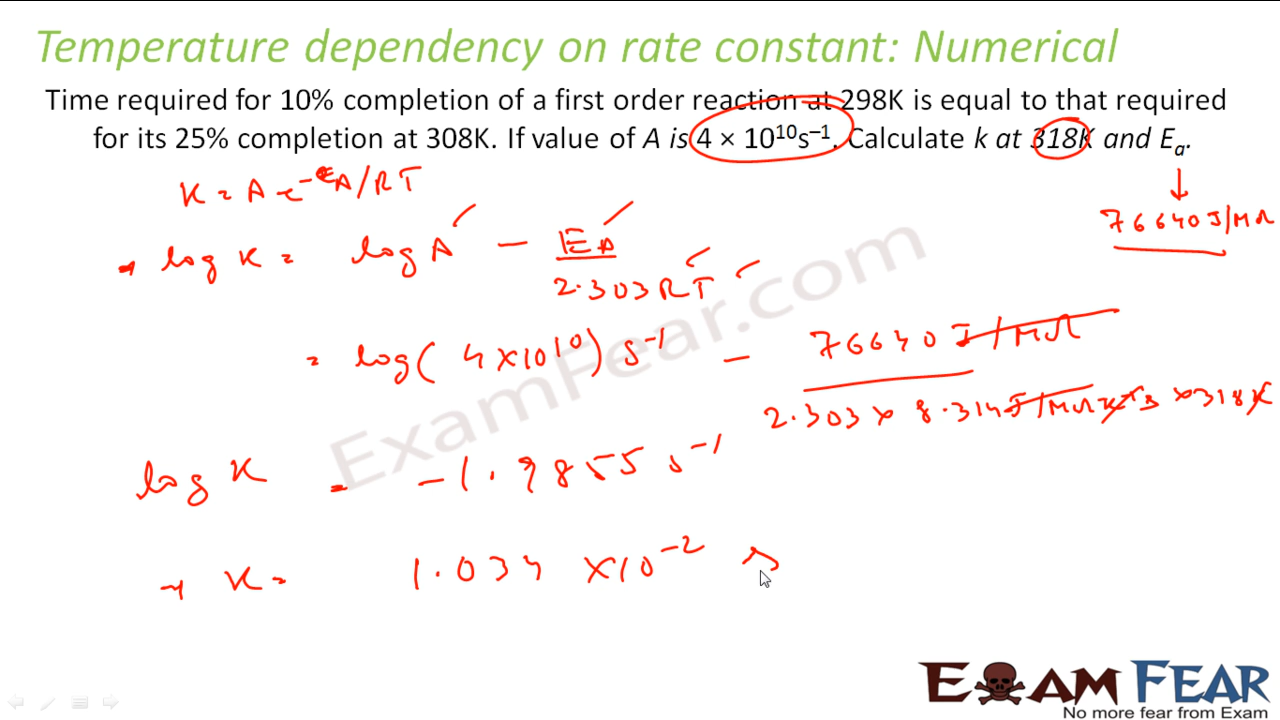 Temperature dependency on rate constant: Numerical
Time required for 10% completion of a first order reaction at 298K is equal to that required
for its 25% completion at 308K. If value of A is 4 × 10¹⁰s⁻¹. Calculate k at 318K and Eₐ.
K = A e^-EA/RT
76640 J/Mol
→ log K = log A - EA
2.303RT
= log(4×10¹⁰) s⁻¹ - 76640 J/Mol
2.303 × 8.314 J/Mol K × 318K
log K = -1.9855 s⁻¹
→ K = 1.034 ×10⁻² s
ExamFear.com
EXAM FEAR
No more fear from Exam